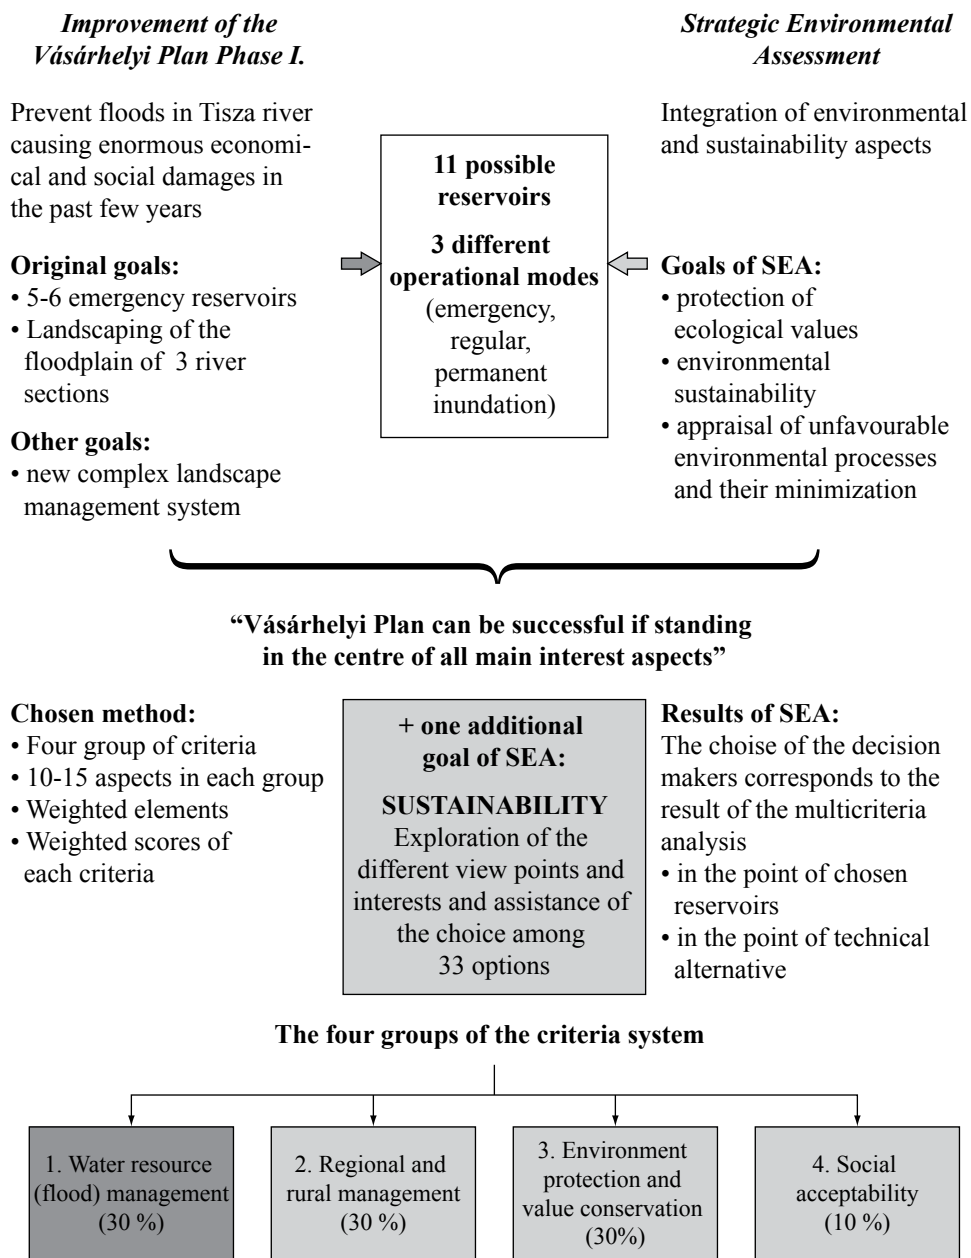 Improvement of the
Vásárhelyi Plan Phase I.
Prevent floods in Tisza river
causing enormous economi-
cal and social damages in
the past few years
Original goals:
• 5-6 emergency reservoirs
• Landscaping of the
floodplain of 3 river
sections
Other goals:
• new complex landscape
management system
11 possible
reservoirs
3 different
operational modes
(emergency,
regular,
permanent
inundation)
Strategic Environmental
Assessment
Integration of environmental
and sustainability aspects
Goals of SEA:
• protection of
ecological values
• environmental
sustainability
• appraisal of unfavourable
environmental processes
and their minimization
“Vásárhelyi Plan can be successful if standing
in the centre of all main interest aspects”
Chosen method:
• Four group of criteria
• 10-15 aspects in each group
• Weighted elements
• Weighted scores of
each criteria
+ one additional
goal of SEA:
SUSTAINABILITY
Exploration of the
different view points and
interests and assistance of
the choice among
33 options
Results of SEA:
The choise of the decision
makers corresponds to the
result of the multicriteria
analysis
• in the point of chosen
reservoirs
• in the point of technical
alternative
The four groups of the criteria system
1. Water resource
(flood) management
(30 %)
2. Regional and
rural management
(30 %)
3. Environment
protection and
value conservation
(30%)
4. Social
acceptability
(10 %)